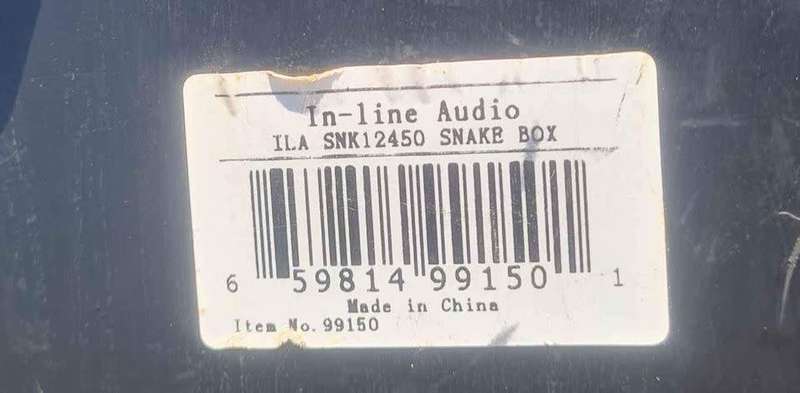 In-line Audio
ILA SNK12450 SNAKE BOX
6 59814 99150 1
Made in China
Item No. 99150